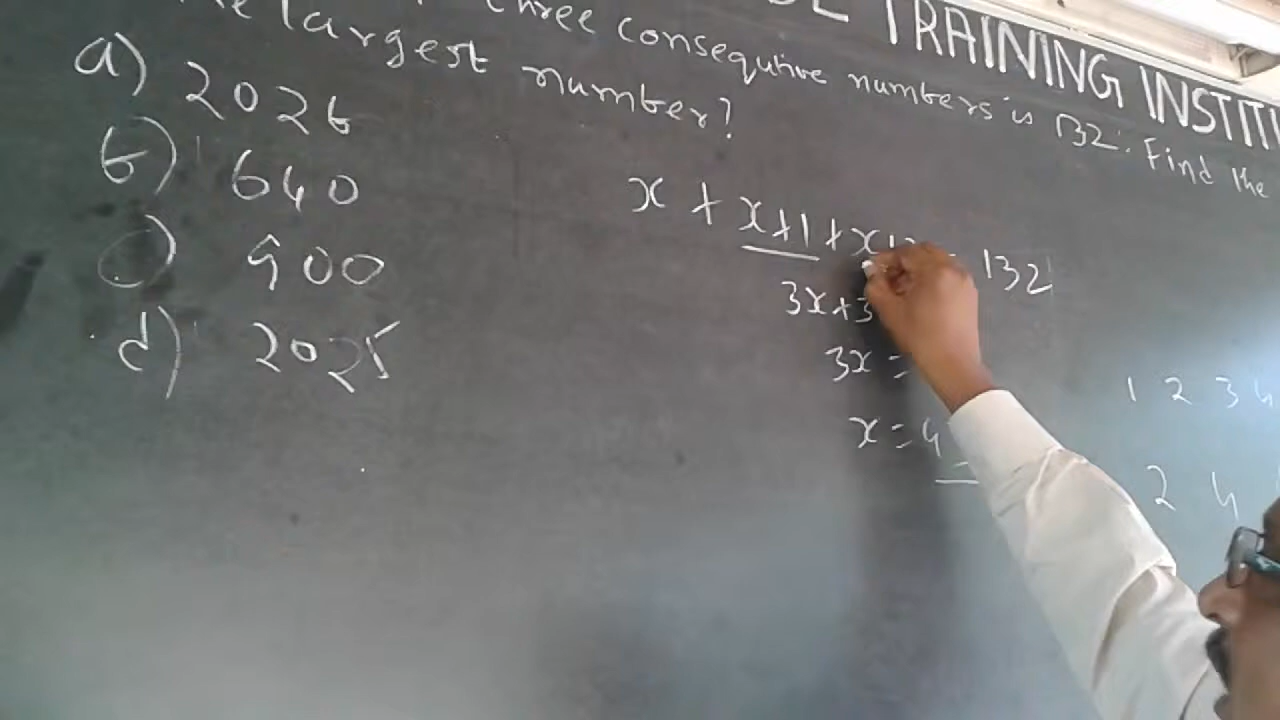 TRAINING INSTIT
three consequtive numbers is 132. Find the
largest number?
a) 2026
b) 640
c) 900
d) 2025
x + x+1 + x+ 132
3x+3
3x =
x = 4
1 2 3 4
2 4